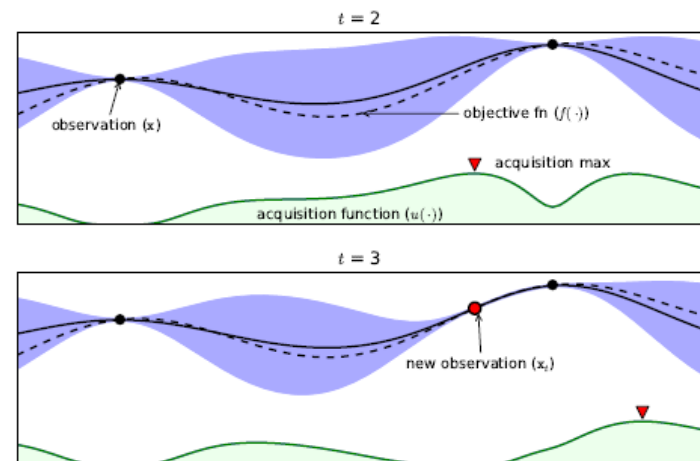 t = 2
observation (x)
objective fn (f(·))
acquisition max
acquisition function (u(·))
t = 3
new observation (xₜ)